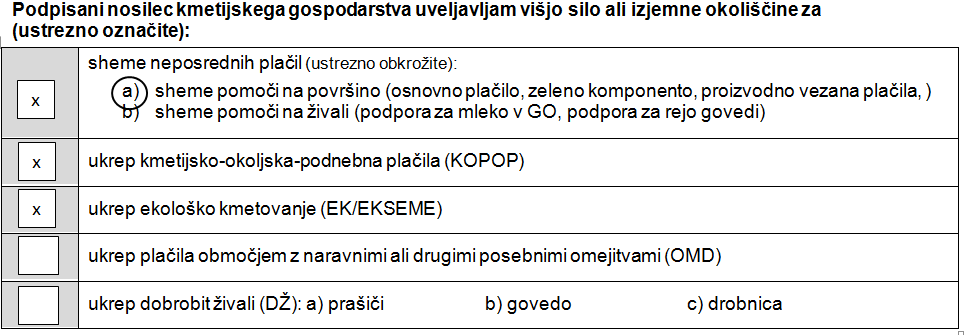 Podpisani nosilec kmetijskega gospodarstva uveljavljam višjo silo ali izjemne okoliščine za
(ustrezno označite):
sheme neposrednih plačil (ustrezno obkrožite):
x a) sheme pomoči na površino (osnovno plačilo, zeleno komponento, proizvodno vezana plačila, )
b) sheme pomoči na živali (podpora za mleko v GO, podpora za rejo govedi)
x ukrep kmetijsko-okoljska-podnebna plačila (KOPOP)
x ukrep ekološko kmetovanje (EK/EKSEME)
ukrep plačila območjem z naravnimi ali drugimi posebnimi omejitvami (OMD)
ukrep dobrobit živali (DŽ): a) prašiči b) govedo c) drobnica